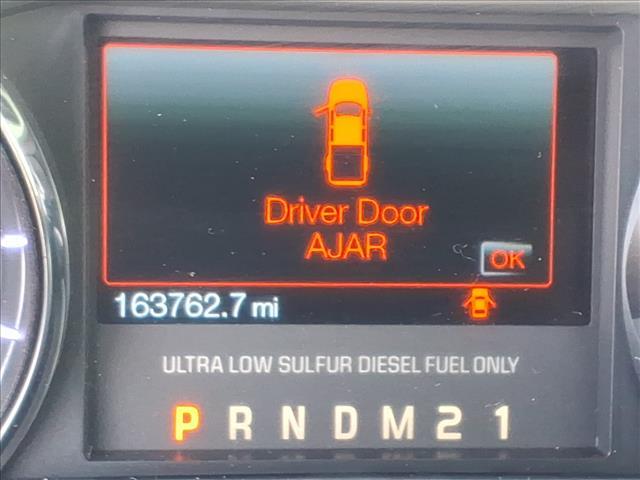 Driver Door
AJAR
OK
163762.7 mi
ULTRA LOW SULFUR DIESEL FUEL ONLY
P R N D M 2 1